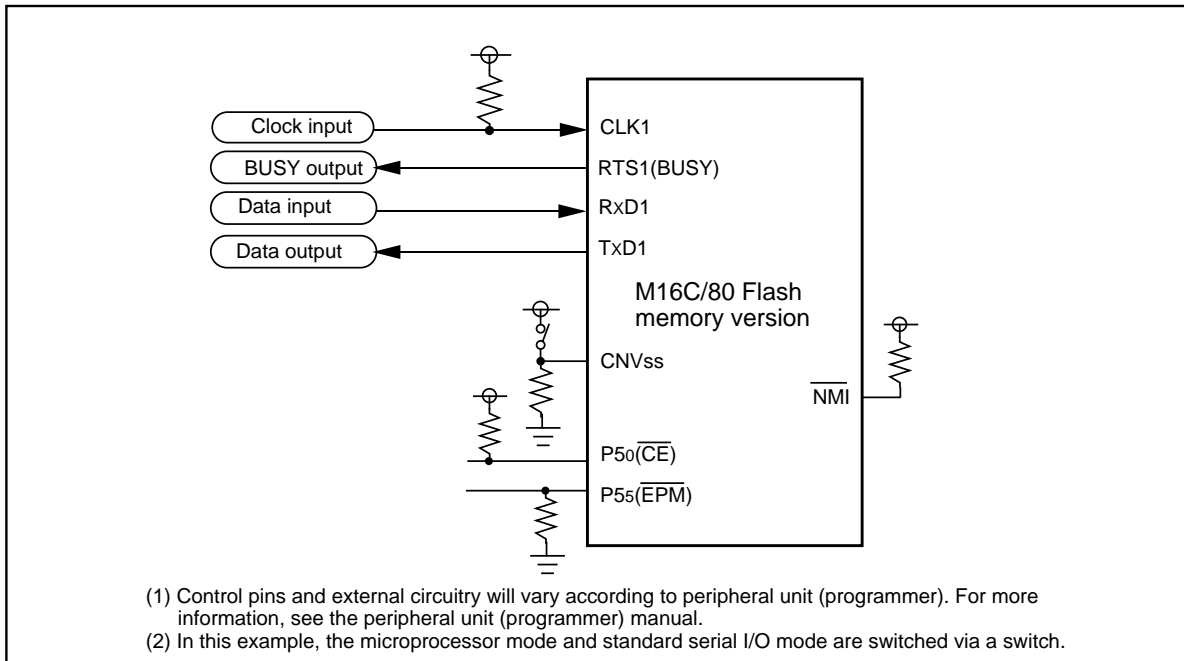 Clock input
CLK1
BUSY output
RTS1(BUSY)
Data input
RxD1
Data output
TxD1
M16C/80 Flash
memory version
CNVss
NMI
P50(CE)
P55(EPM)
(1) Control pins and external circuitry will vary according to peripheral unit (programmer). For more
information, see the peripheral unit (programmer) manual.
(2) In this example, the microprocessor mode and standard serial I/O mode are switched via a switch.